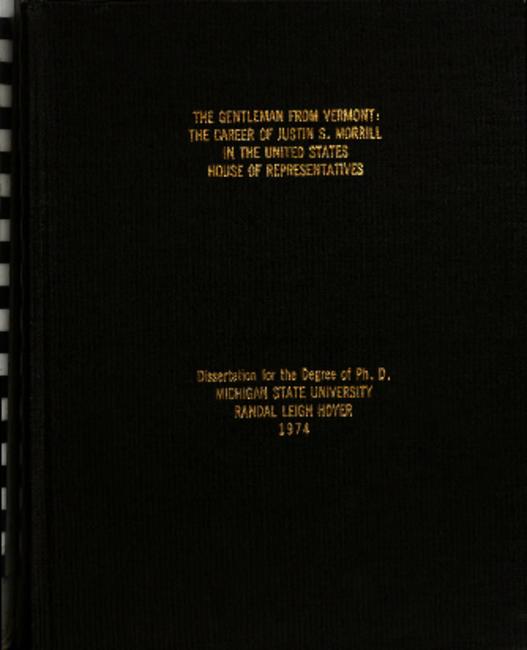 THE GENTLEMAN FROM VERMONT:
THE CAREER OF JUSTIN S. MORRILL
IN THE UNITED STATES
HOUSE OF REPRESENTATIVES
Dissertation for the Degree of Ph. D.
MICHIGAN STATE UNIVERSITY
RANDAL LEIGH HOYER
1974